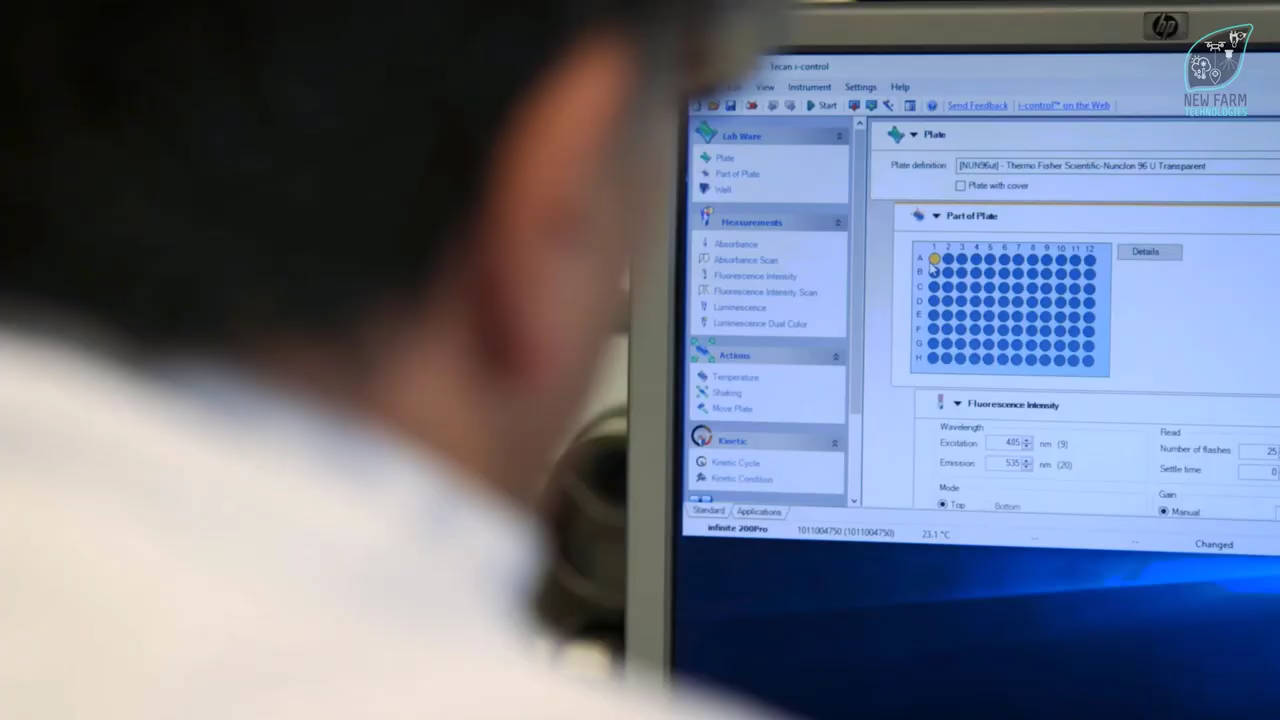 hp
NEW FARM
TECHNOLOGIES
Tecan i-control
View Instrument Settings Help
Start Send Feedback i-control™ on the Web
Lab Ware
Plate
Part of Plate
Well
Measurements
Absorbance
Absorbance Scan
Fluorescence Intensity
Fluorescence Intensity Scan
Luminescence
Luminescence Dual Color
Actions
Temperature
Shaking
Move Plate
Kinetic
Kinetic Cycle
Kinetic Condition
Standard Applications
Plate
Plate definition [NUN96ut] - Thermo Fisher Scientific-Nunclon 96 U Transparent
Plate with cover
Part of Plate
1 2 3 4 5 6 7 8 9 10 11 12
A
B
C
D
E
F
G
H
Details
Fluorescence Intensity
Wavelength
Excitation 485 nm (9)
Emission 535 nm (20)
Mode
Top Bottom
Read
Number of flashes 25
Settle time 0
Gain
Manual
infinite 200Pro 1011004750 (1011004750) 23.1 °C Changed